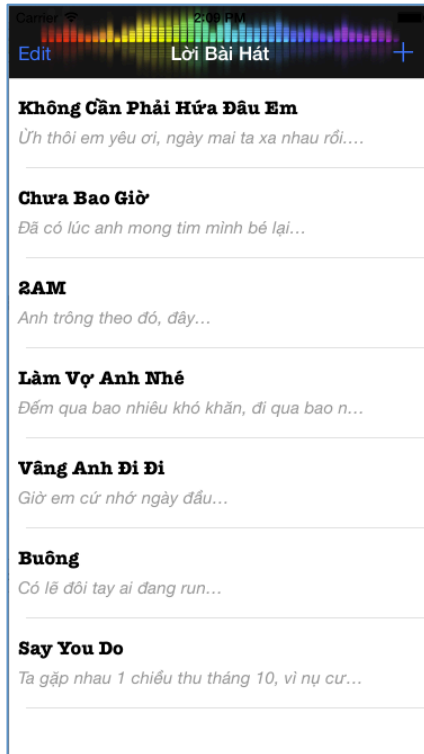 Carrier 2:09 PM
Edit Lời Bài Hát +
Không Cần Phải Hứa Đâu Em
Ừh thôi em yêu ơi, ngày mai ta xa nhau rồi....
Chưa Bao Giờ
Đã có lúc anh mong tim mình bé lại...
2AM
Anh trông theo đó, đây...
Làm Vợ Anh Nhé
Đếm qua bao nhiêu khó khăn, đi qua bao n...
Vâng Anh Đi Đi
Giờ em cứ nhớ ngày đầu...
Buông
Có lẽ đôi tay ai đang run...
Say You Do
Ta gặp nhau 1 chiều thu tháng 10, vì nụ cư...